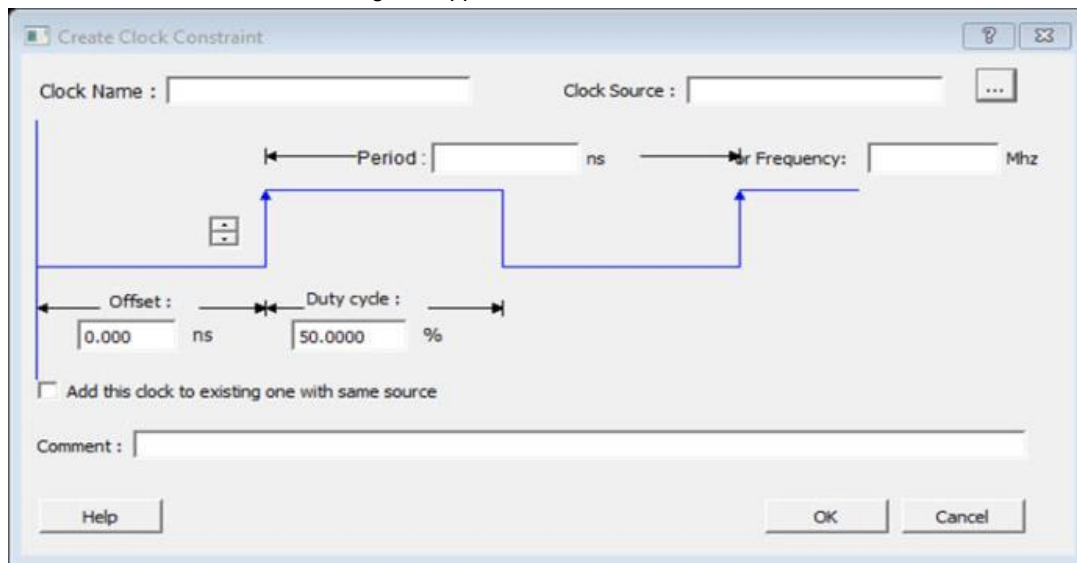 Create Clock Constraint
Clock Name : Clock Source : ...
Period : ns or Frequency: Mhz
Offset : Duty cycle :
0.000 ns 50.0000 %
Add this clock to existing one with same source
Comment :
Help OK Cancel